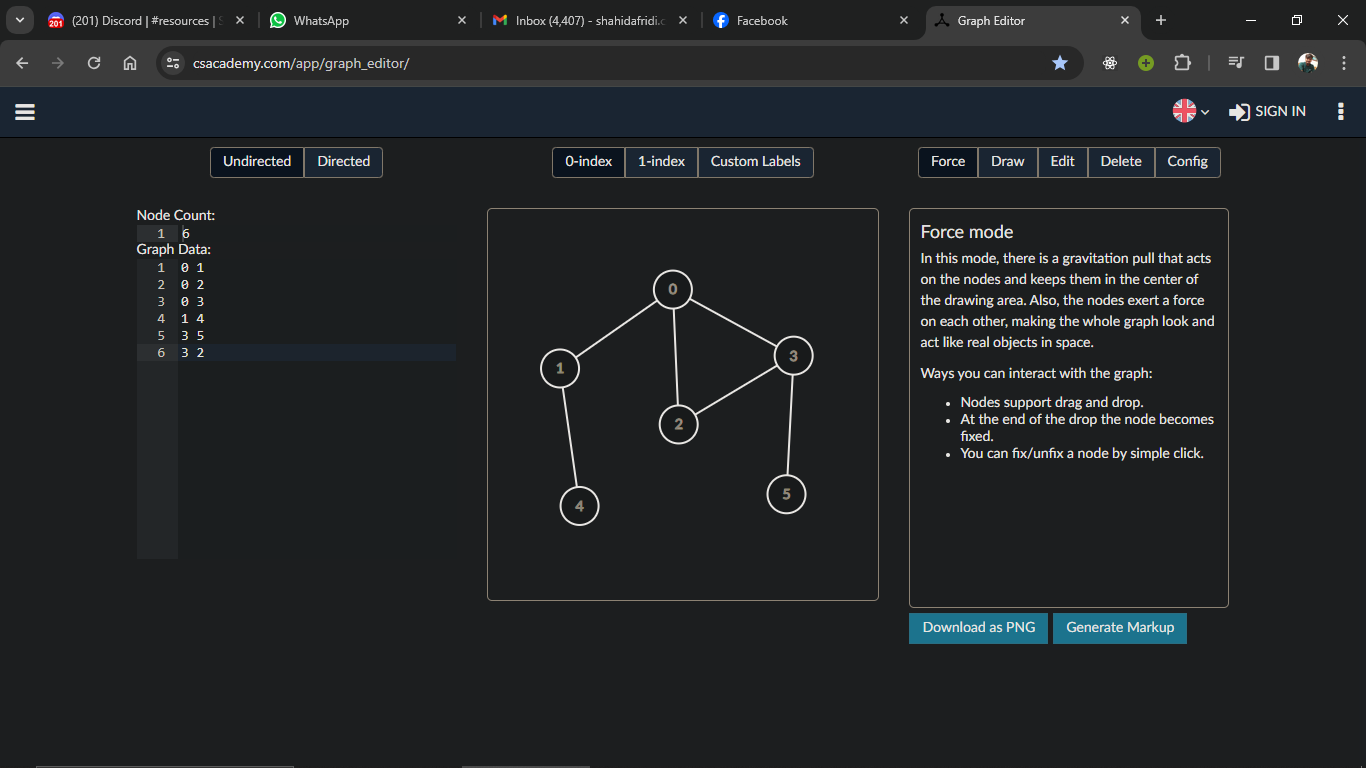 (201) Discord | #resources |
WhatsApp
Inbox (4,407) - shahidafridi.c
Facebook
Graph Editor
csacademy.com/app/graph_editor/
SIGN IN
Undirected
Directed
0-index
1-index
Custom Labels
Force
Draw
Edit
Delete
Config
Node Count:
1 6
Graph Data:
1 0 1
2 0 2
3 0 3
4 1 4
5 3 5
6 3 2
0
1
3
2
4
5
Force mode
In this mode, there is a gravitation pull that acts
on the nodes and keeps them in the center of
the drawing area. Also, the nodes exert a force
on each other, making the whole graph look and
act like real objects in space.
Ways you can interact with the graph:
Nodes support drag and drop.
At the end of the drop the node becomes
fixed.
You can fix/unfix a node by simple click.
Download as PNG
Generate Markup